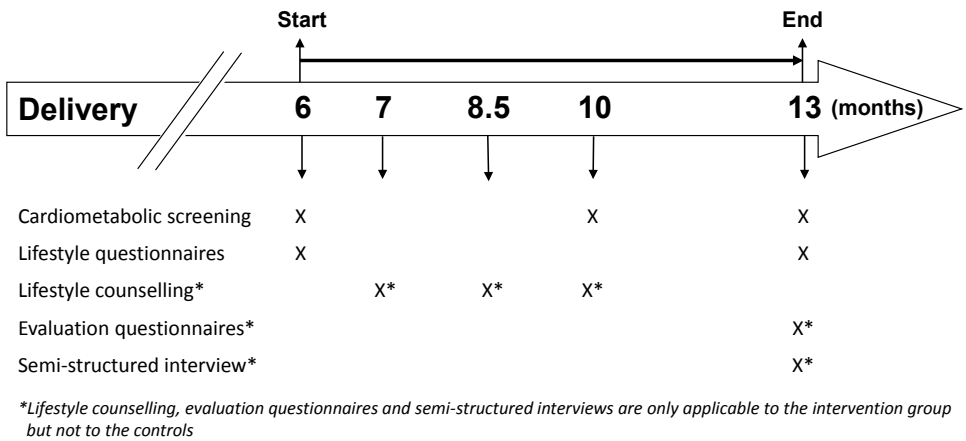 Start End
Delivery 6 7 8.5 10 13 (months)
Cardiometabolic screening X X X
Lifestyle questionnaires X X
Lifestyle counselling* X* X* X*
Evaluation questionnaires* X*
Semi-structured interview* X*
*Lifestyle counselling, evaluation questionnaires and semi-structured interviews are only applicable to the intervention group
but not to the controls